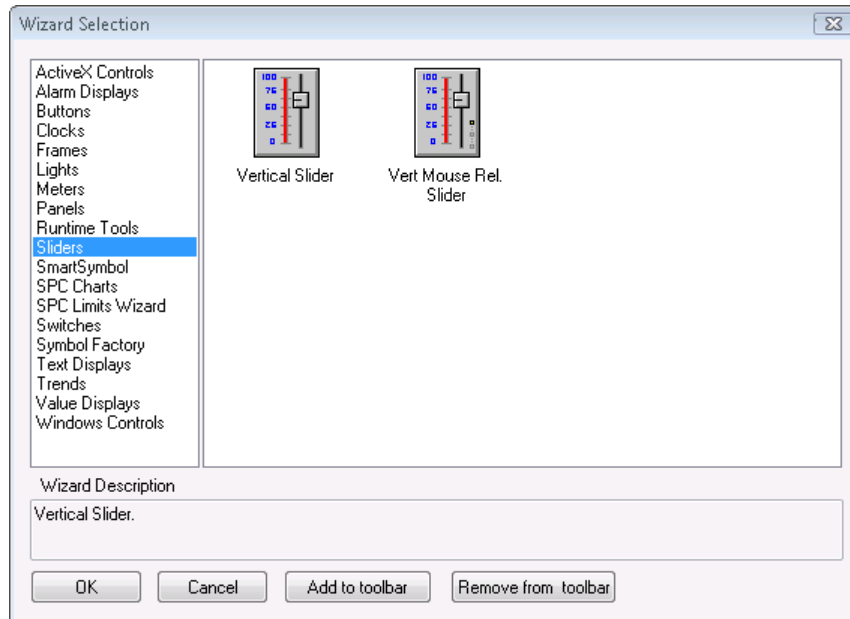 Wizard Selection
ActiveX Controls
Alarm Displays
Buttons
Clocks
Frames
Lights
Meters
Panels
Runtime Tools
Sliders
SmartSymbol
SPC Charts
SPC Limits Wizard
Switches
Symbol Factory
Text Displays
Trends
Value Displays
Windows Controls
100
75
50
25
0
Vertical Slider
100
75
50
25
0
Vert Mouse Rel.
Slider
Wizard Description
Vertical Slider.
OK
Cancel
Add to toolbar
Remove from toolbar